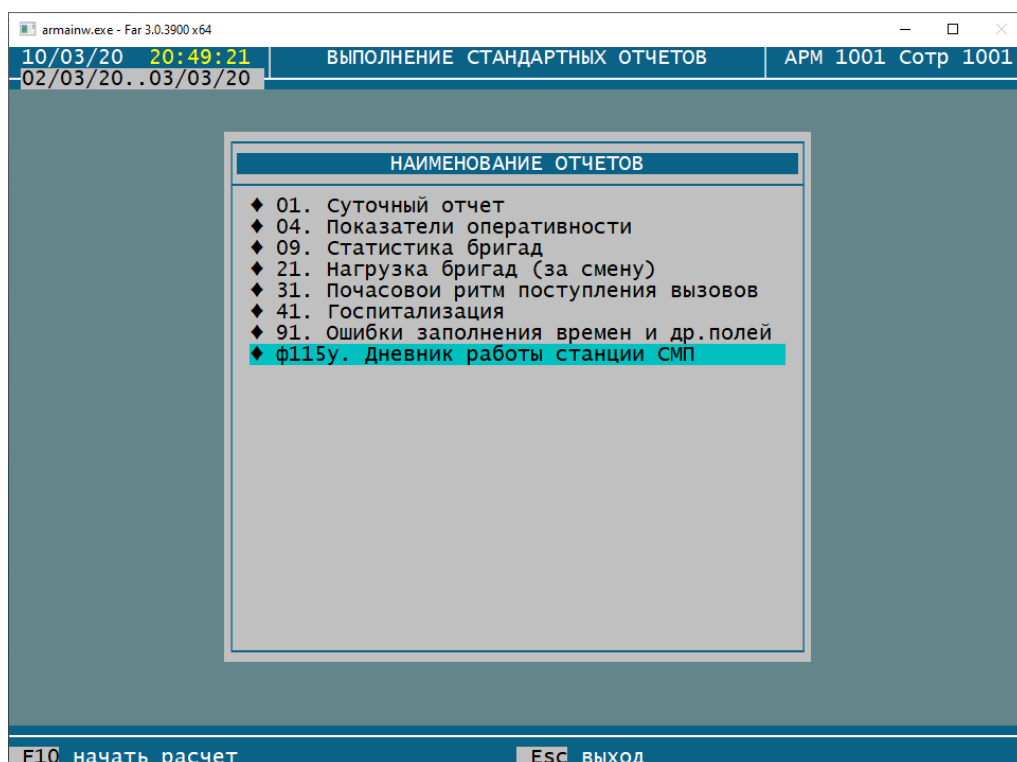 armainw.exe - Far 3.0.3900 x64
10/03/20 20:49:21 ВЫПОЛНЕНИЕ СТАНДАРТНЫХ ОТЧЕТОВ АРМ 1001 Сотр 1001
02/03/20..03/03/20
НАИМЕНОВАНИЕ ОТЧЕТОВ
♦ 01. Суточный отчет
♦ 04. Показатели оперативности
♦ 09. Статистика бригад
♦ 21. Нагрузка бригад (за смену)
♦ 31. Почасовои ритм поступления вызовов
♦ 41. Госпитализация
♦ 91. Ошибки заполнения времен и др.полей
♦ ф115у. Дневник работы станции СМП
F10 начать расчет Esc выход